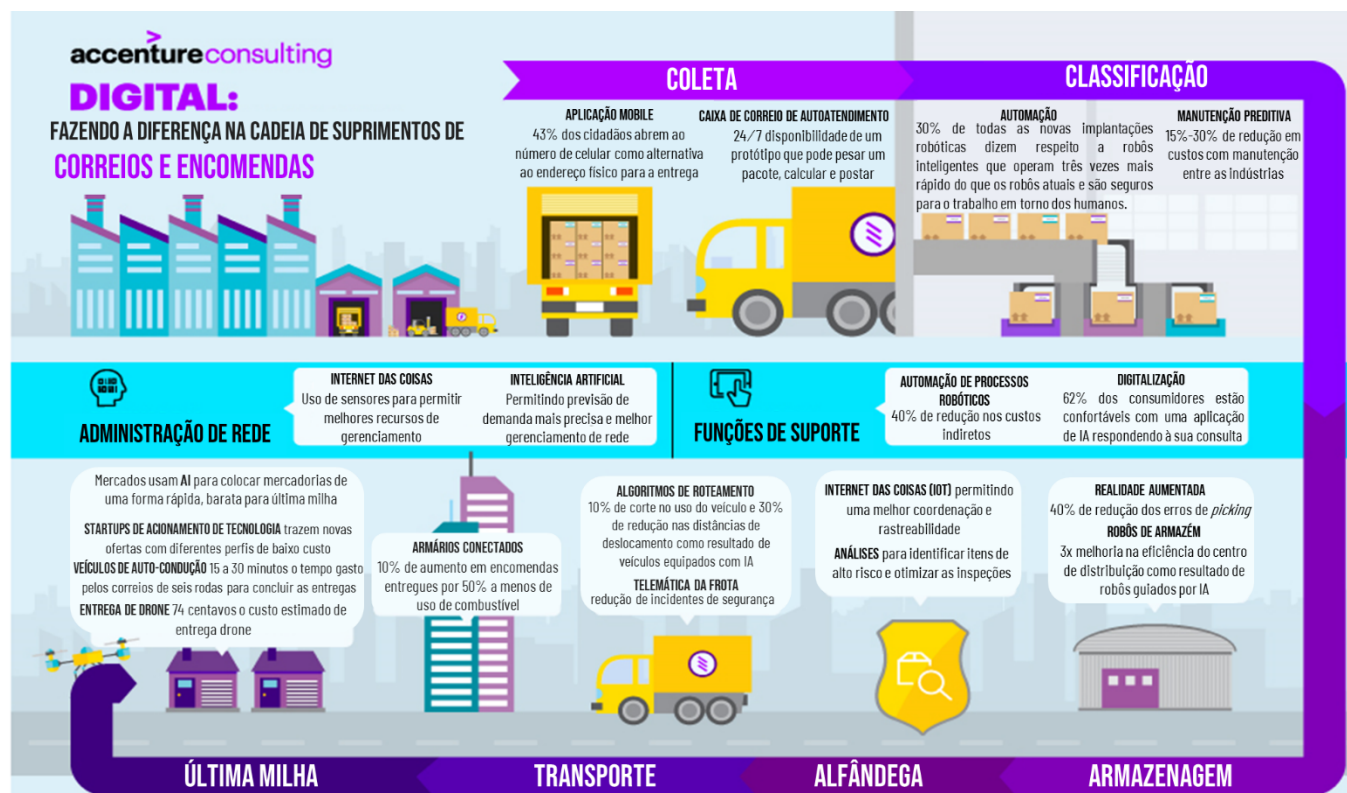 accentureconsulting
DIGITAL:
FAZENDO A DIFERENÇA NA CADEIA DE SUPRIMENTOS DE
CORREIOS E ENCOMENDAS
COLETA
CLASSIFICAÇÃO
APLICAÇÃO MOBILE
43% dos cidadãos abrem ao
número de celular como alternativa
ao endereço físico para a entrega
CAIXA DE CORREIO DE AUTOATENDIMENTO
24/7 disponibilidade de um
protótipo que pode pesar um
pacote, calcular e postar
AUTOMAÇÃO
30% de todas as novas implantações
robóticas dizem respeito a robôs
inteligentes que operam três vezes mais
rápido do que os robôs atuais e são seguros
para o trabalho em torno dos humanos.
MANUTENÇÃO PREDITIVA
15%-30% de redução em
custos com manutenção
entre as indústrias
ADMINISTRAÇÃO DE REDE
INTERNET DAS COISAS
Uso de sensores para permitir
melhores recursos de
gerenciamento
INTELIGÊNCIA ARTIFICIAL
Permitindo previsão de
demanda mais precisa e melhor
gerenciamento de rede
FUNÇÕES DE SUPORTE
AUTOMAÇÃO DE PROCESSOS
ROBÓTICOS
40% de redução nos custos
indiretos
DIGITALIZAÇÃO
62% dos consumidores estão
confortáveis com uma aplicação
de IA respondendo à sua consulta
Mercados usam AI para colocar mercadorias de
uma forma rápida, barata para última milha
STARTUPS DE ACIONAMENTO DE TECNOLOGIA trazem novas
ofertas com diferentes perfis de baixo custo
VEÍCULOS DE AUTO-CONDUÇÃO 15 a 30 minutos o tempo gasto
pelos correios de seis rodas para concluir as entregas
ENTREGA DE DRONE 74 centavos o custo estimado de
entrega drone
ARMÁRIOS CONECTADOS
10% de aumento em encomendas
entregues por 50% a menos de
uso de combustível
ALGORITMOS DE ROTEAMENTO
10% de corte no uso do veículo e 30%
de redução nas distâncias de
deslocamento como resultado de
veículos equipados com IA
TELEMÁTICA DA FROTA
redução de incidentes de segurança
INTERNET DAS COISAS (IOT) permitindo
uma melhor coordenação e
rastreabilidade
ANÁLISES para identificar itens de
alto risco e otimizar as inspeções
REALIDADE AUMENTADA
40% de redução dos erros de picking
ROBÔS DE ARMAZÉM
3x melhoria na eficiência do centro
de distribuição como resultado de
robôs guiados por IA
ÚLTIMA MILHA
TRANSPORTE
ALFÂNDEGA
ARMAZENAGEM